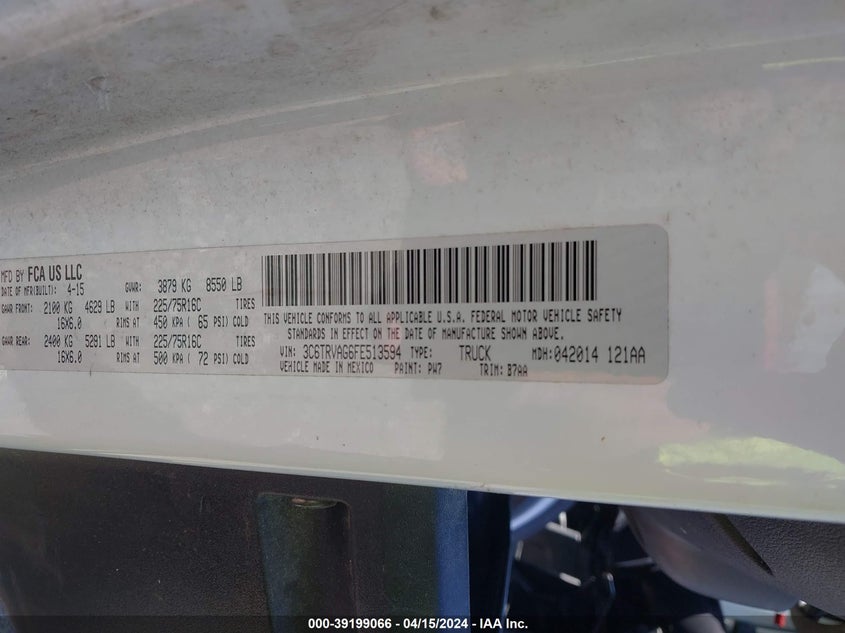 MFD BY FCA US LLC
DATE OF MFR(BUILT): 4-15 GVWR: 3879 KG 8550 LB
GAWR FRONT: 2100 KG 4629 LB WITH 225/75R16C TIRES
16X6.0 RIMS AT 450 KPA ( 65 PSI) COLD
GAWR REAR: 2400 KG 5291 LB WITH 225/75R16C TIRES
16X6.0 RIMS AT 500 KPA ( 72 PSI) COLD
THIS VEHICLE CONFORMS TO ALL APPLICABLE U.S.A. FEDERAL MOTOR VEHICLE SAFETY
STANDARDS IN EFFECT ON THE DATE OF MANUFACTURE SHOWN ABOVE.
VIN: 3C6TRVAG6FE513594 TYPE: TRUCK MDH: 042014 121AA
VEHICLE MADE IN MEXICO PAINT: PW7 TRIM: B7AA
000-39199066 - 04/15/2024 - IAA Inc.